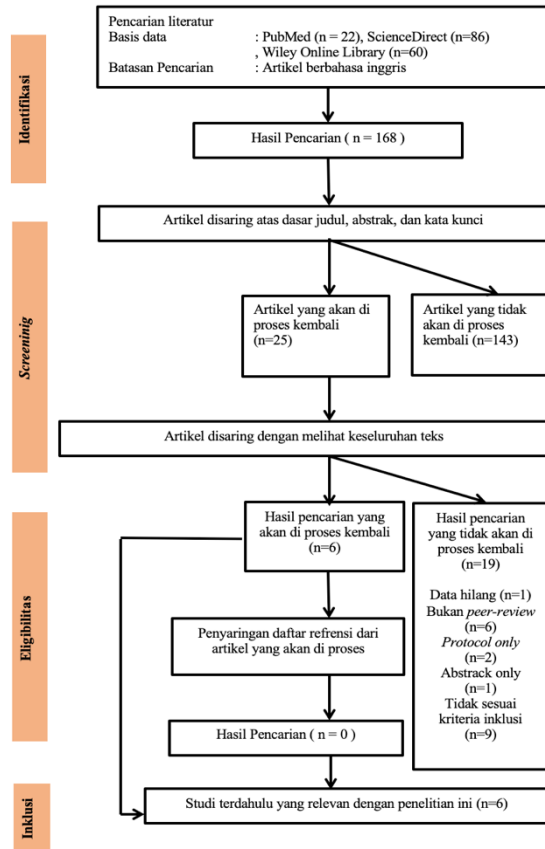 Identifikasi
Pencarian literatur
Basis data : PubMed (n = 22), ScienceDirect (n=86)
, Wiley Online Library (n=60)
Batasan Pencarian : Artikel berbahasa inggris
Hasil Pencarian ( n = 168 )
Screeninig
Artikel disaring atas dasar judul, abstrak, dan kata kunci
Artikel yang akan di
proses kembali
(n=25)
Artikel yang tidak
akan di proses
kembali (n=143)
Artikel disaring dengan melihat keseluruhan teks
Eligibilitas
Hasil pencarian yang
akan di proses kembali
(n=6)
Hasil pencarian
yang tidak akan di
proses kembali
(n=19)
Data hilang (n=1)
Bukan peer-review
(n=6)
Protocol only
(n=2)
Abstrack only
(n=1)
Tidak sesuai
kriteria inklusi
(n=9)
Penyaringan daftar refrensi dari
artikel yang akan di proses
Hasil Pencarian ( n = 0 )
Inklusi
Studi terdahulu yang relevan dengan penelitian ini (n=6)